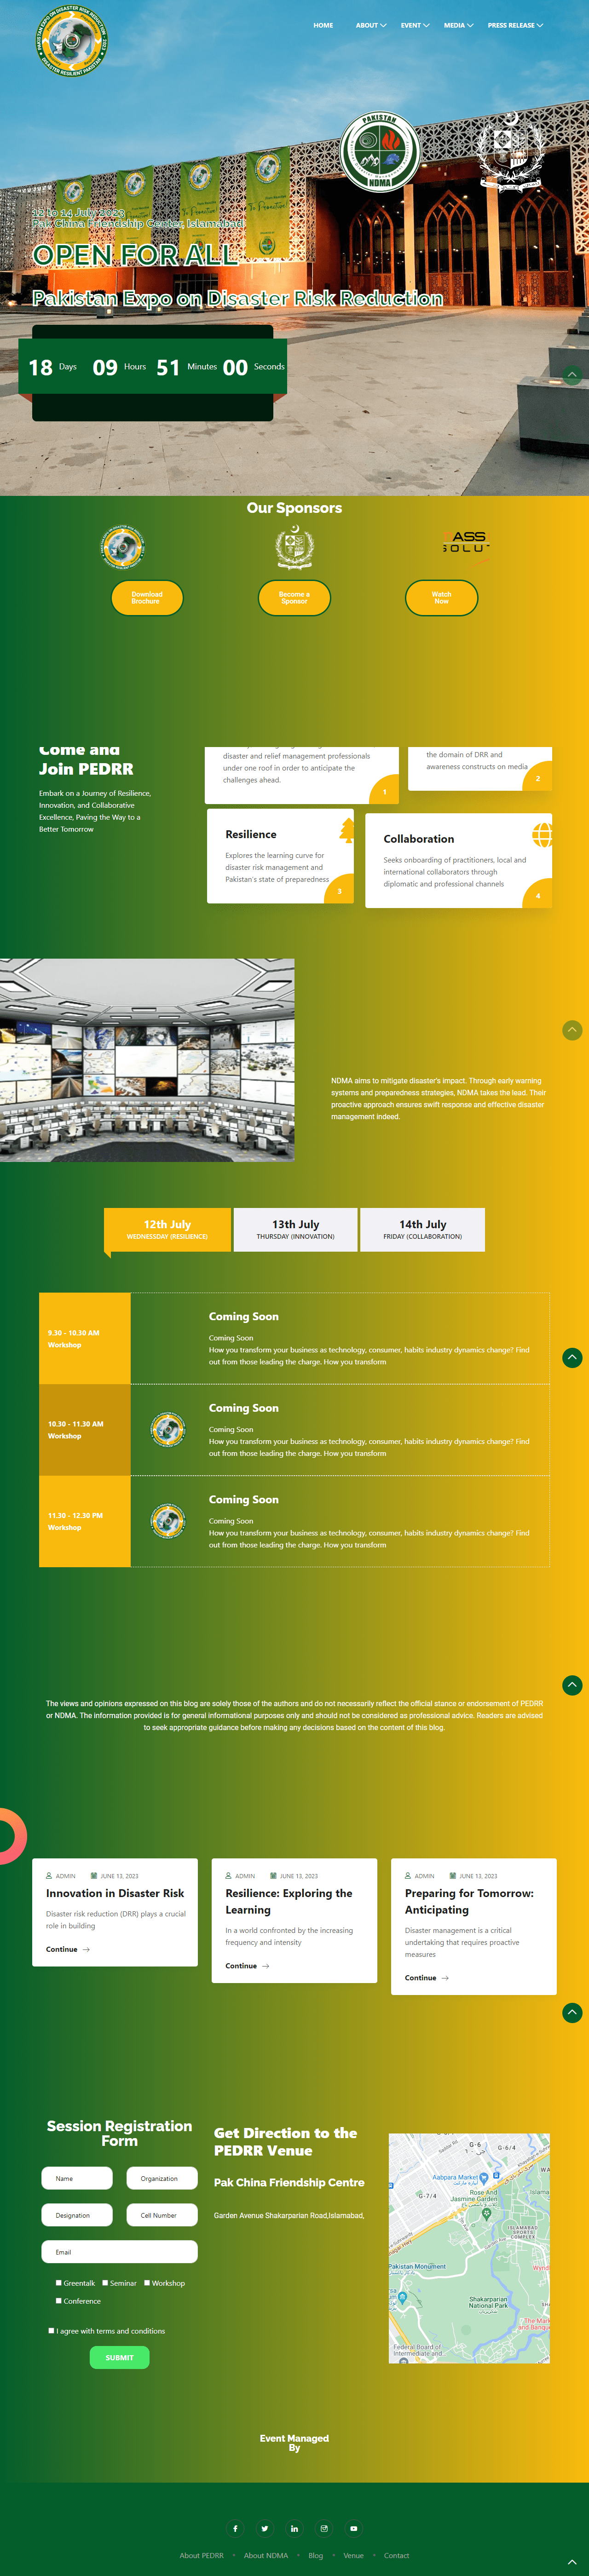 HOME ABOUT EVENT MEDIA PRESS RELEASE
PAKISTAN
NDMA
12 to 14 July 2023
Pak China Friendship Center, Islamabad
OPEN FOR ALL
Pakistan Expo on Disaster Risk Reduction
18 Days 09 Hours 51 Minutes 00 Seconds
Our Sponsors
ASS
SOLUT
Download
Brochure
Become a
Sponsor
Watch
Now
Come and
Join PEDRR
Embark on a Journey of Resilience,
Innovation, and Collaborative
Excellence, Paving the Way to a
Better Tomorrow
disaster and relief management professionals
under one roof in order to anticipate the
challenges ahead.
1
the domain of DRR and
awareness constructs on media
2
Resilience
Explores the learning curve for
disaster risk management and
Pakistan's state of preparedness
3
Collaboration
Seeks onboarding of practitioners, local and
international collaborators through
diplomatic and professional channels
4
NDMA aims to mitigate disaster's impact. Through early warning
systems and preparedness strategies, NDMA takes the lead. Their
proactive approach ensures swift response and effective disaster
management indeed.
12th July
WEDNESDAY (RESILIENCE)
13th July
THURSDAY (INNOVATION)
14th July
FRIDAY (COLLABORATION)
9.30 - 10.30 AM
Workshop
Coming Soon
Coming Soon
How you transform your business as technology, consumer, habits industry dynamics change? Find
out from those leading the charge. How you transform
10.30 - 11.30 AM
Workshop
Coming Soon
Coming Soon
How you transform your business as technology, consumer, habits industry dynamics change? Find
out from those leading the charge. How you transform
11.30 - 12.30 PM
Workshop
Coming Soon
Coming Soon
How you transform your business as technology, consumer, habits industry dynamics change? Find
out from those leading the charge. How you transform
The views and opinions expressed on this blog are solely those of the authors and do not necessarily reflect the official stance or endorsement of PEDRR
or NDMA. The information provided is for general informational purposes only and should not be considered as professional advice. Readers are advised
to seek appropriate guidance before making any decisions based on the content of this blog.
ADMIN JUNE 13, 2023
Innovation in Disaster Risk
Disaster risk reduction (DRR) plays a crucial
role in building
Continue
ADMIN JUNE 13, 2023
Resilience: Exploring the
Learning
In a world confronted by the increasing
frequency and intensity
Continue
ADMIN JUNE 13, 2023
Preparing for Tomorrow:
Anticipating
Disaster management is a critical
undertaking that requires proactive
measures
Continue
Session Registration
Form
Name Organization
Designation Cell Number
Email
Greentalk Seminar Workshop
Conference
I agree with terms and conditions
SUBMIT
Get Direction to the
PEDRR Venue
Pak China Friendship Centre
Garden Avenue Shakarparian Road,Islamabad,
G-6
G-6/4
Aabpara Market
G-7/4
Rose And
Jasmine Garden
Islama
ISLAMABAD
SPORTS
COMPLEX
Pakistan Monument
Shakarparian
National Park
The Mark
and Banqu
Federal Board of
Intermediate and...
Event Managed
By
About PEDRR • About NDMA • Blog • Venue • Contact